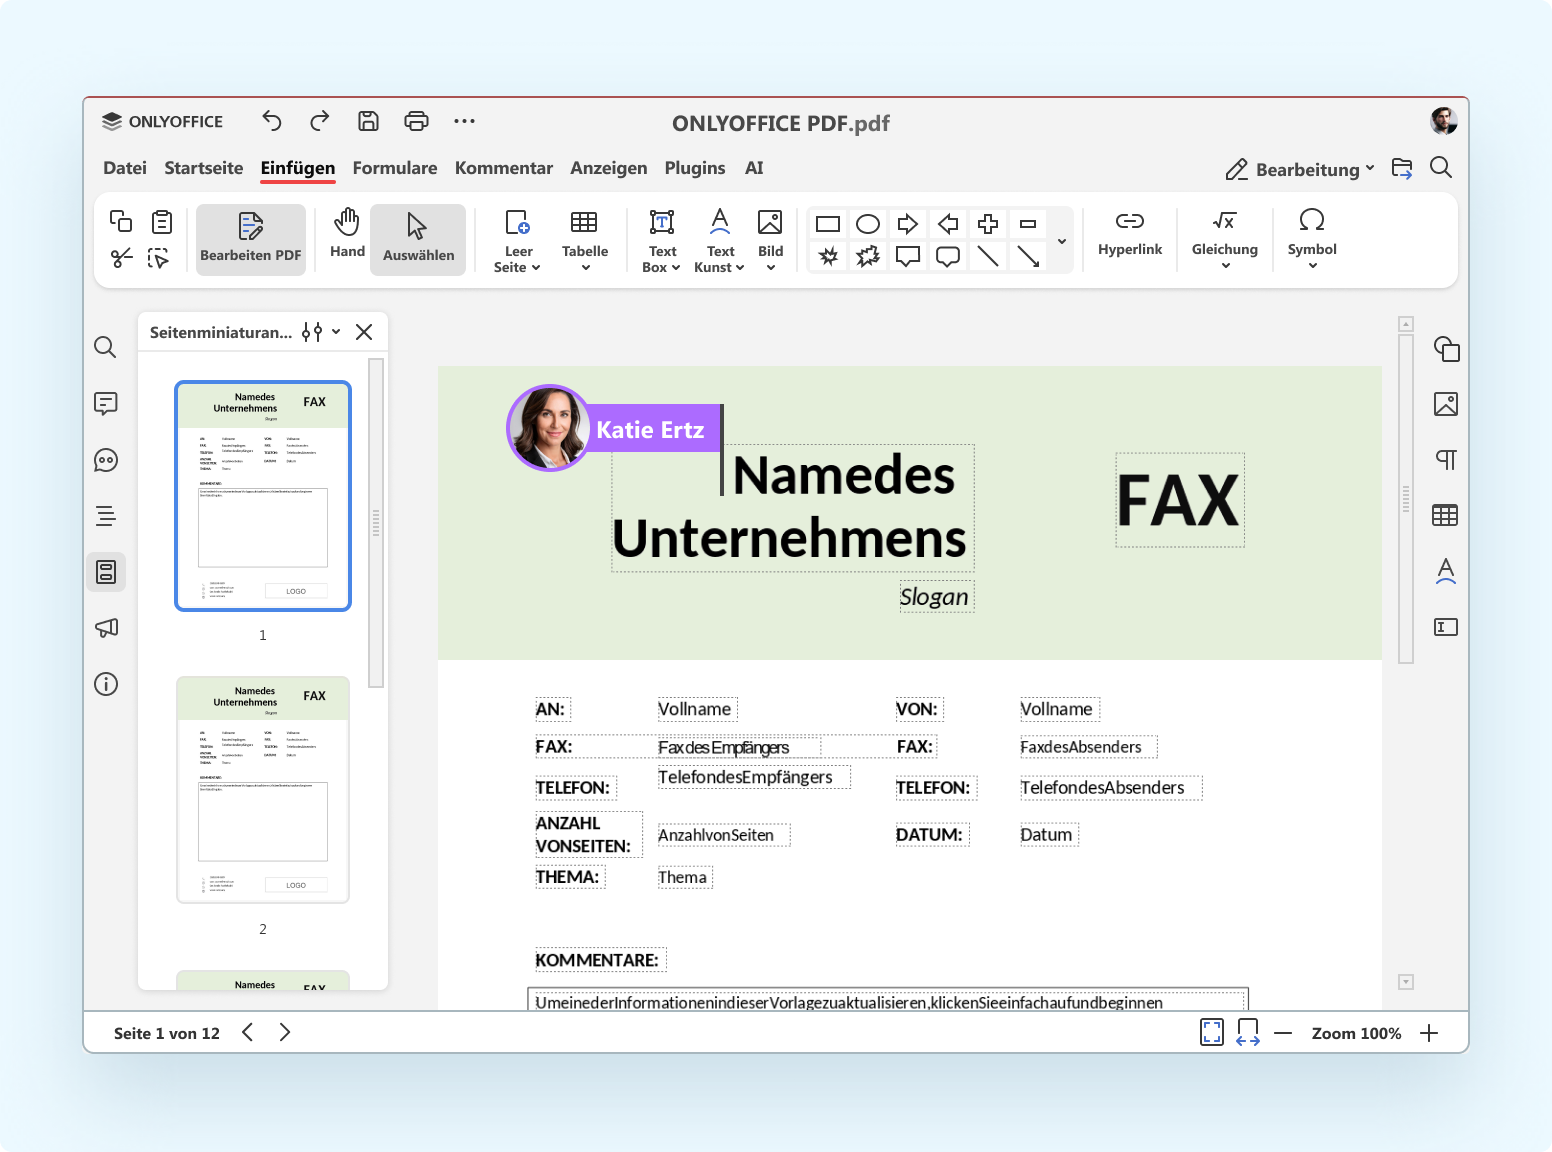 ONLYOFFICE
ONLYOFFICE PDF.pdf
Datei Startseite Einfügen Formulare Kommentar Anzeigen Plugins AI
Bearbeitung
Bearbeiten PDF
Hand
Auswählen
Leer Seite
Tabelle
Text Box
Text Kunst
Bild
Hyperlink
Gleichung
Symbol
Seitenminiaturan...
Namedes
Unternehmens
FAX
Slogan
LOGO
1
Namedes
Unternehmens
FAX
Slogan
LOGO
2
Namedes
FAX
Katie Ertz
Namedes
Unternehmens
FAX
Slogan
AN: Vollname VON: Vollname
FAX: FaxdesEmpfängers FAX: FaxdesAbsenders
TELEFON: TelefondesEmpfängers TELEFON: TelefondesAbsenders
ANZAHL
VONSEITEN: AnzahlvonSeiten DATUM: Datum
THEMA: Thema
KOMMENTARE:
UmeinederInformationenindieserVorlagezuaktualisieren,klickenSieeinfachaufundbeginnen
Seite 1 von 12
Zoom 100%